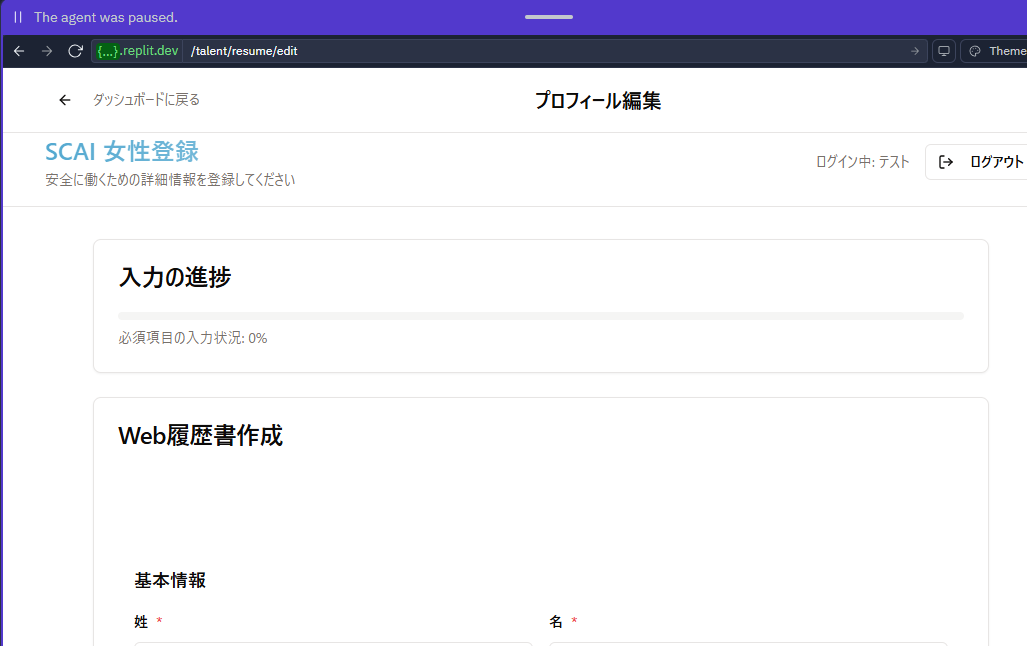 The agent was paused.
{...}.replit.dev /talent/resume/edit
Theme
ダッシュボードに戻る
プロフィール編集
SCAI 女性登録
安全に働くための詳細情報を登録してください
ログイン中: テスト
ログアウト
入力の進捗
必須項目の入力状況: 0%
Web履歴書作成
基本情報
姓 *
名 *